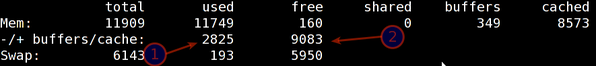 total used free shared buffers cached
Mem: 11909 11749 160 0 349 8573
-/+ buffers/cache: 2825 9083 2
Swap: 6143 1 193 5950